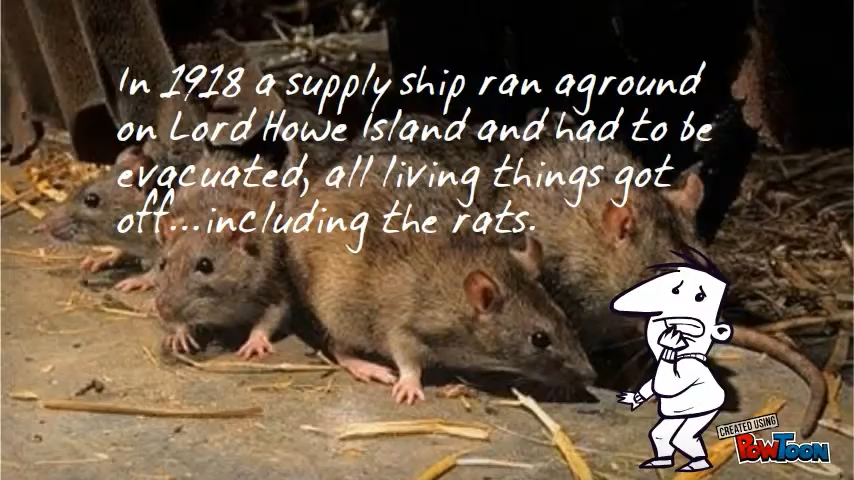 In 1918 a supply ship ran aground
on Lord Howe Island and had to be
evacuated, all living things got
off...including the rats.
CREATED USING
POWTOON